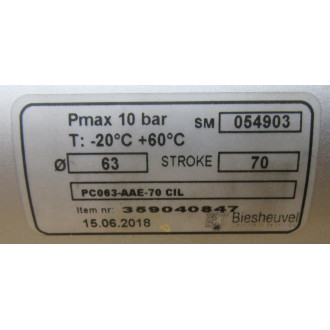 Pmax 10 bar SM 054903
T: -20°C +60°C
Ø 63 STROKE 70
PC063-AAE-70 CIL
Item nr: 359040847
15.06.2018 Biesheuvel